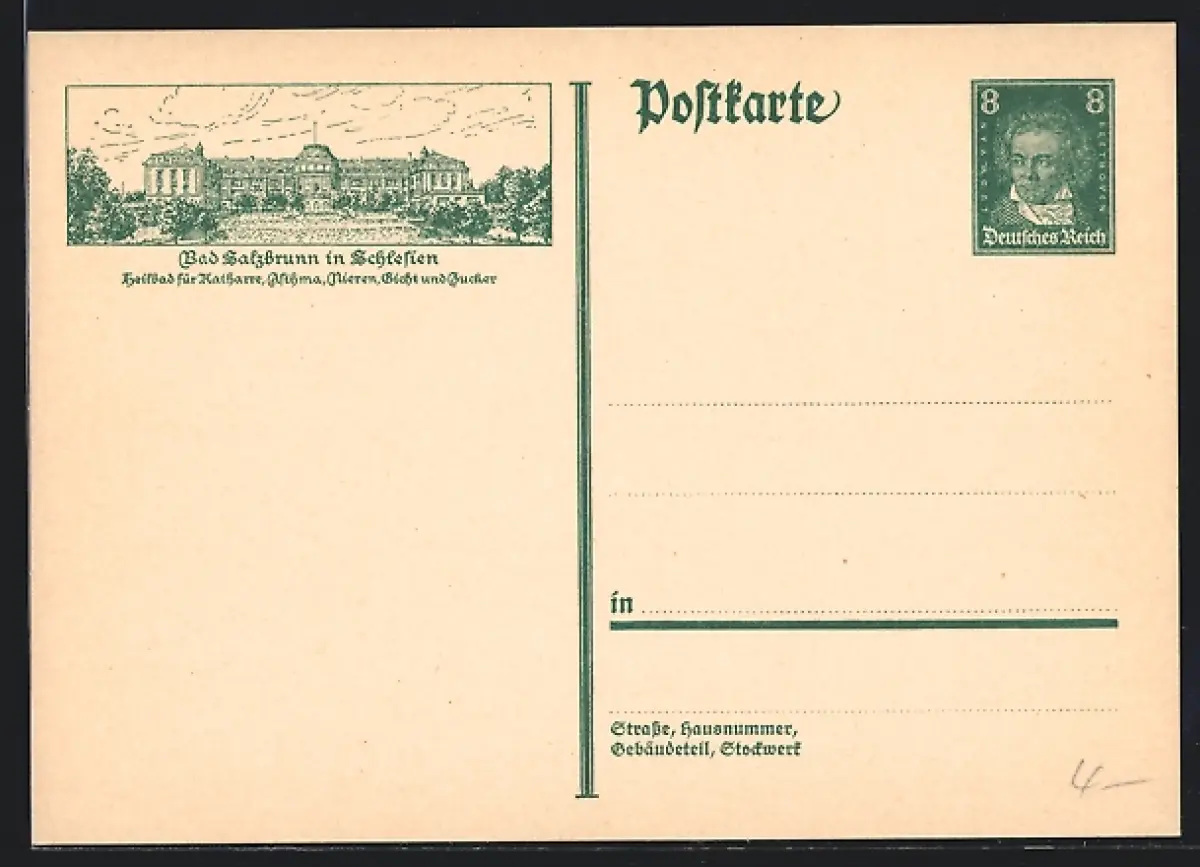 Bad Salzbrunn in Schlesien
Heilbad für Katharre, Asthma, Nieren, Gicht und Zucker
Postkarte
8 8
LUDWIG VAN BEETHOVEN
Deutsches Reich
in
Straße, Hausnummer,
Gebäudeteil, Stockwerk
4—